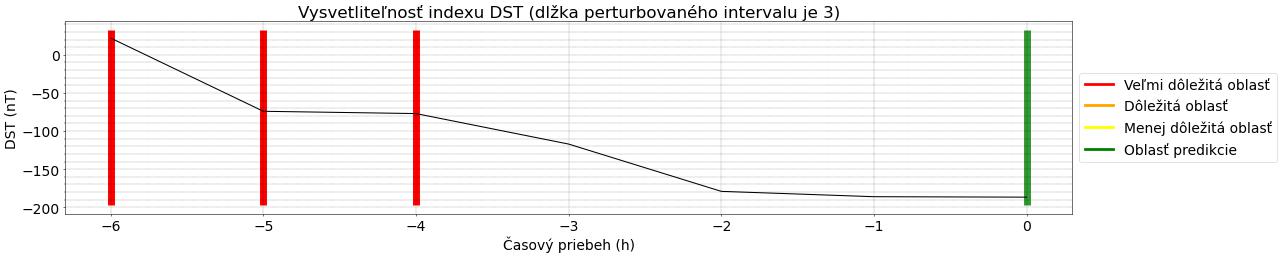 Vysvetliteľnosť indexu DST (dlžka perturbovaného intervalu je 3)
DST (nT)
0
−50
−100
−150
−200
−6 −5 −4 −3 −2 −1 0
Časový priebeh (h)
Veľmi dôležitá oblasť
Dôležitá oblasť
Menej dôležitá oblasť
Oblasť predikcie